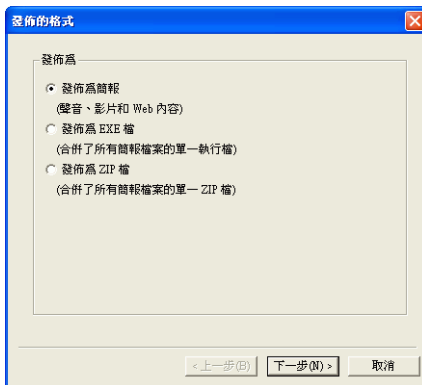 發佈的格式
發佈為
發佈為簡報
(聲音、影片和 Web 內容)
發佈為 EXE 檔
(合併了所有簡報檔案的單一執行檔)
發佈為 ZIP 檔
(合併了所有簡報檔案的單一 ZIP 檔)
<上一步(B)
下一步(N) >
取消